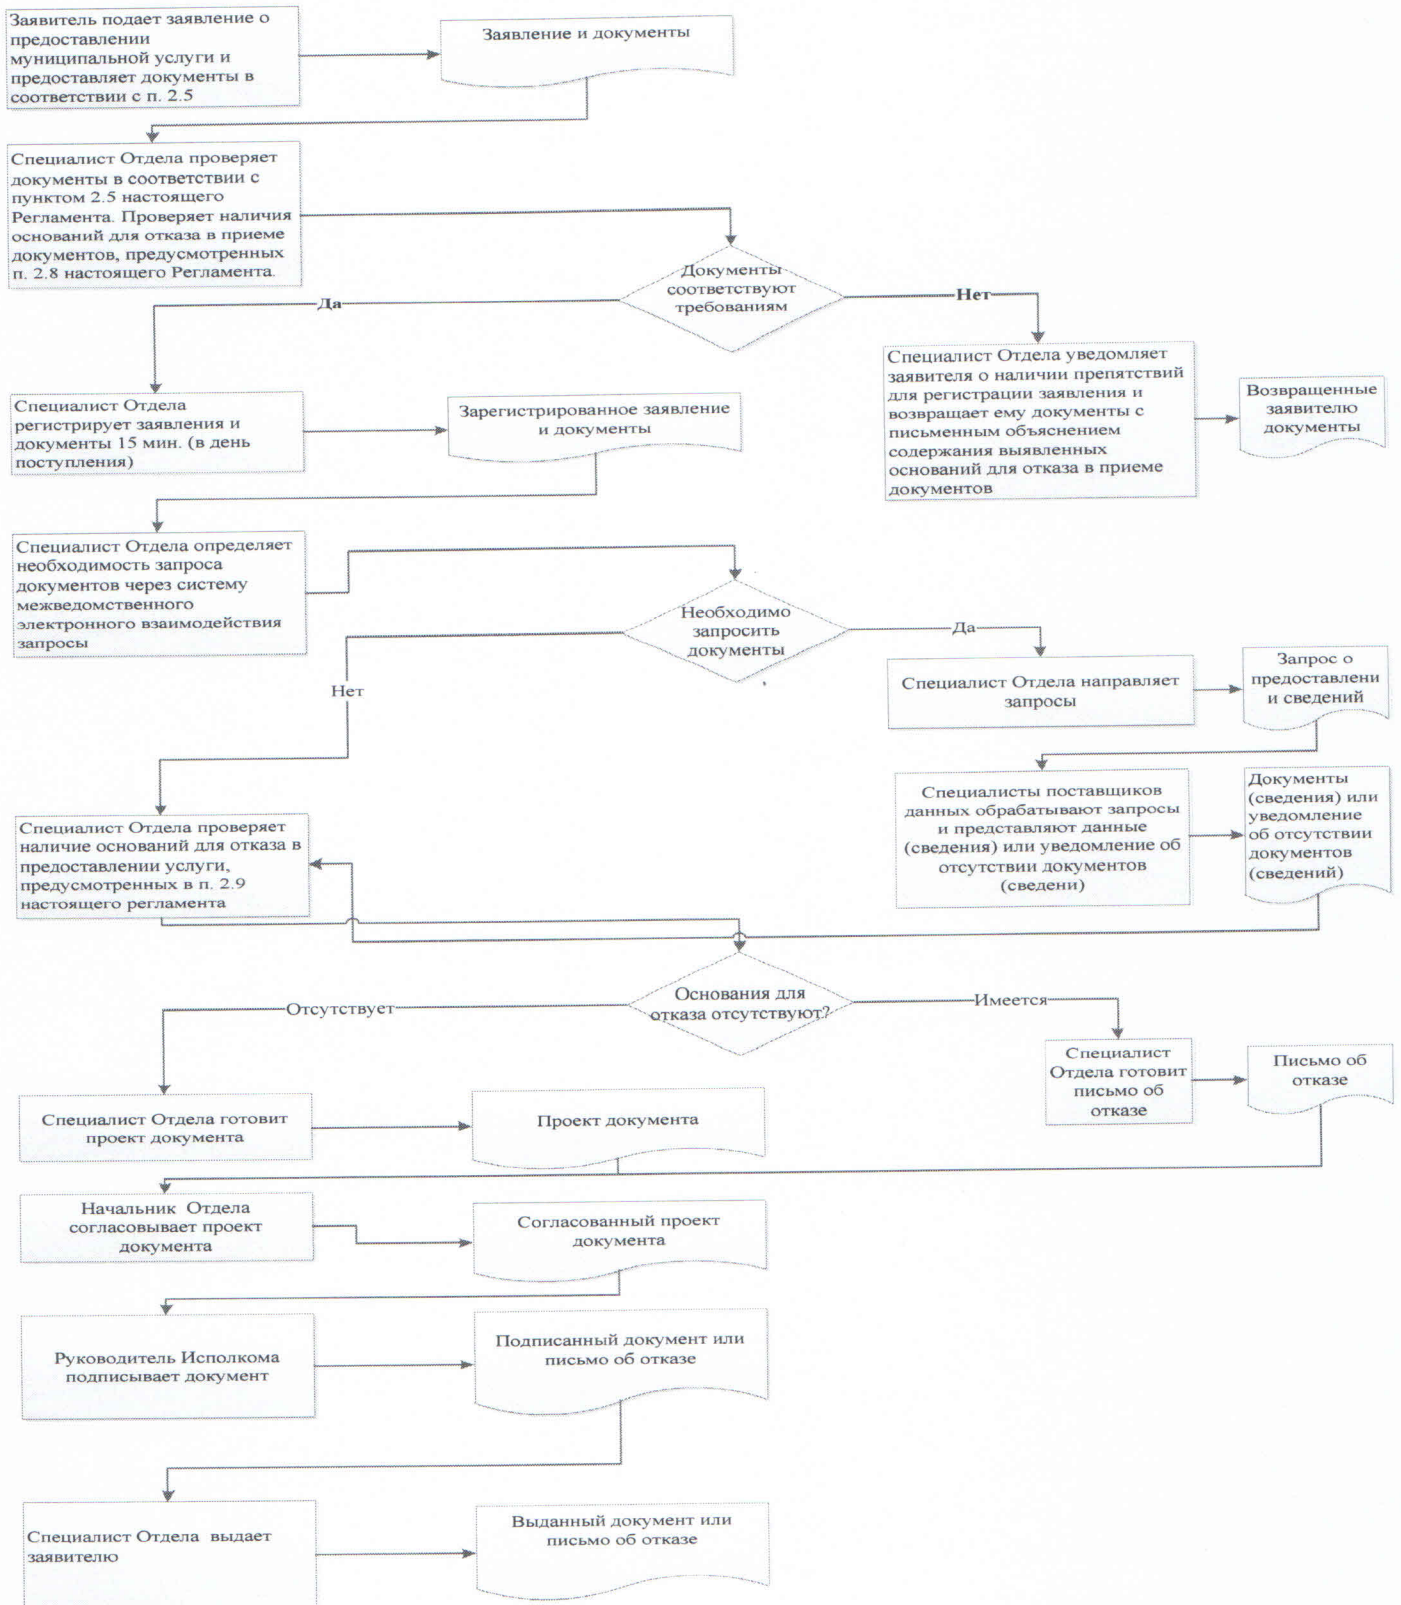 Заявитель подает заявление о
предоставлении
муниципальной услуги и
предоставляет документы в
соответствии с п. 2.5
Заявление и документы
Специалист Отдела проверяет
документы в соответствии с
пунктом 2.5 настоящего
Регламента. Проверяет наличия
оснований для отказа в приеме
документов, предусмотренных
п. 2.8 настоящего Регламента.
Документы
соответствуют
требованиям
Да
Нет
Специалист Отдела
регистрирует заявления и
документы 15 мин. (в день
поступления)
Зарегистрированное заявление
и документы
Специалист Отдела уведомляет
заявителя о наличии препятствий
для регистрации заявления и
возвращает ему документы с
письменным объяснением
содержания выявленных
оснований для отказа в приеме
документов
Возвращенные
заявителю
документы
Специалист Отдела определяет
необходимость запроса
документов через систему
межведомственного
электронного взаимодействия
запросы
Необходимо
запросить
документы
Да
Нет
Специалист Отдела направляет
запросы
Запрос о
предоставлени
и сведений
Специалисты поставщиков
данных обрабатывают запросы
и представляют данные
(сведения) или уведомление об
отсутствии документов
(сведени)
Документы
(сведения) или
уведомление
об отсутствии
документов
(сведений)
Специалист Отдела проверяет
наличие оснований для отказа в
предоставлении услуги,
предусмотренных в п. 2.9
настоящего регламента
Основания для
отказа отсутствуют?
Отсутствует
Имеется
Специалист
Отдела готовит
письмо об
отказе
Письмо об
отказе
Специалист Отдела готовит
проект документа
Проект документа
Начальник Отдела
согласовывает проект
документа
Согласованный проект
документа
Руководитель Исполкома
подписывает документ
Подписанный документ или
письмо об отказе
Специалист Отдела выдает
заявителю
Выданный документ или
письмо об отказе